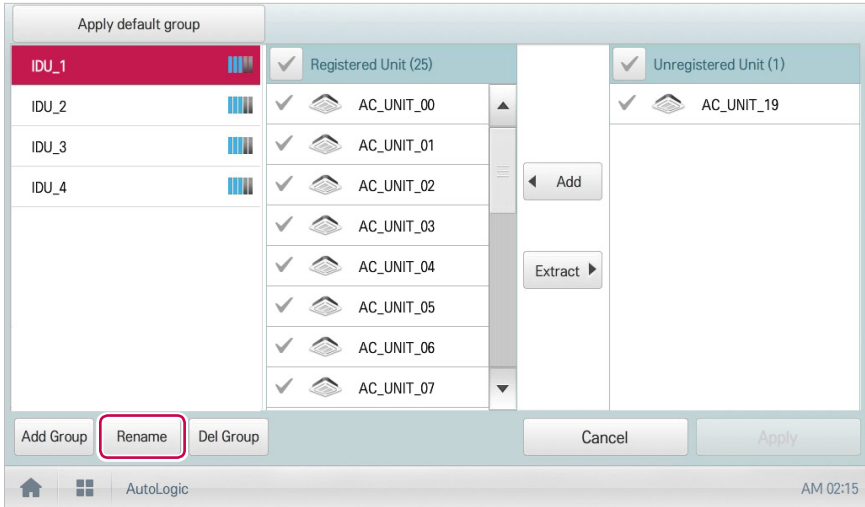 Apply default group
IDU_1
Registered Unit (25)
Unregistered Unit (1)
IDU_2
AC_UNIT_00
AC_UNIT_19
IDU_3
AC_UNIT_01
IDU_4
AC_UNIT_02
Add
AC_UNIT_03
AC_UNIT_04
Extract
AC_UNIT_05
AC_UNIT_06
AC_UNIT_07
Add Group
Rename
Del Group
Cancel
Apply
AutoLogic
AM 02:15